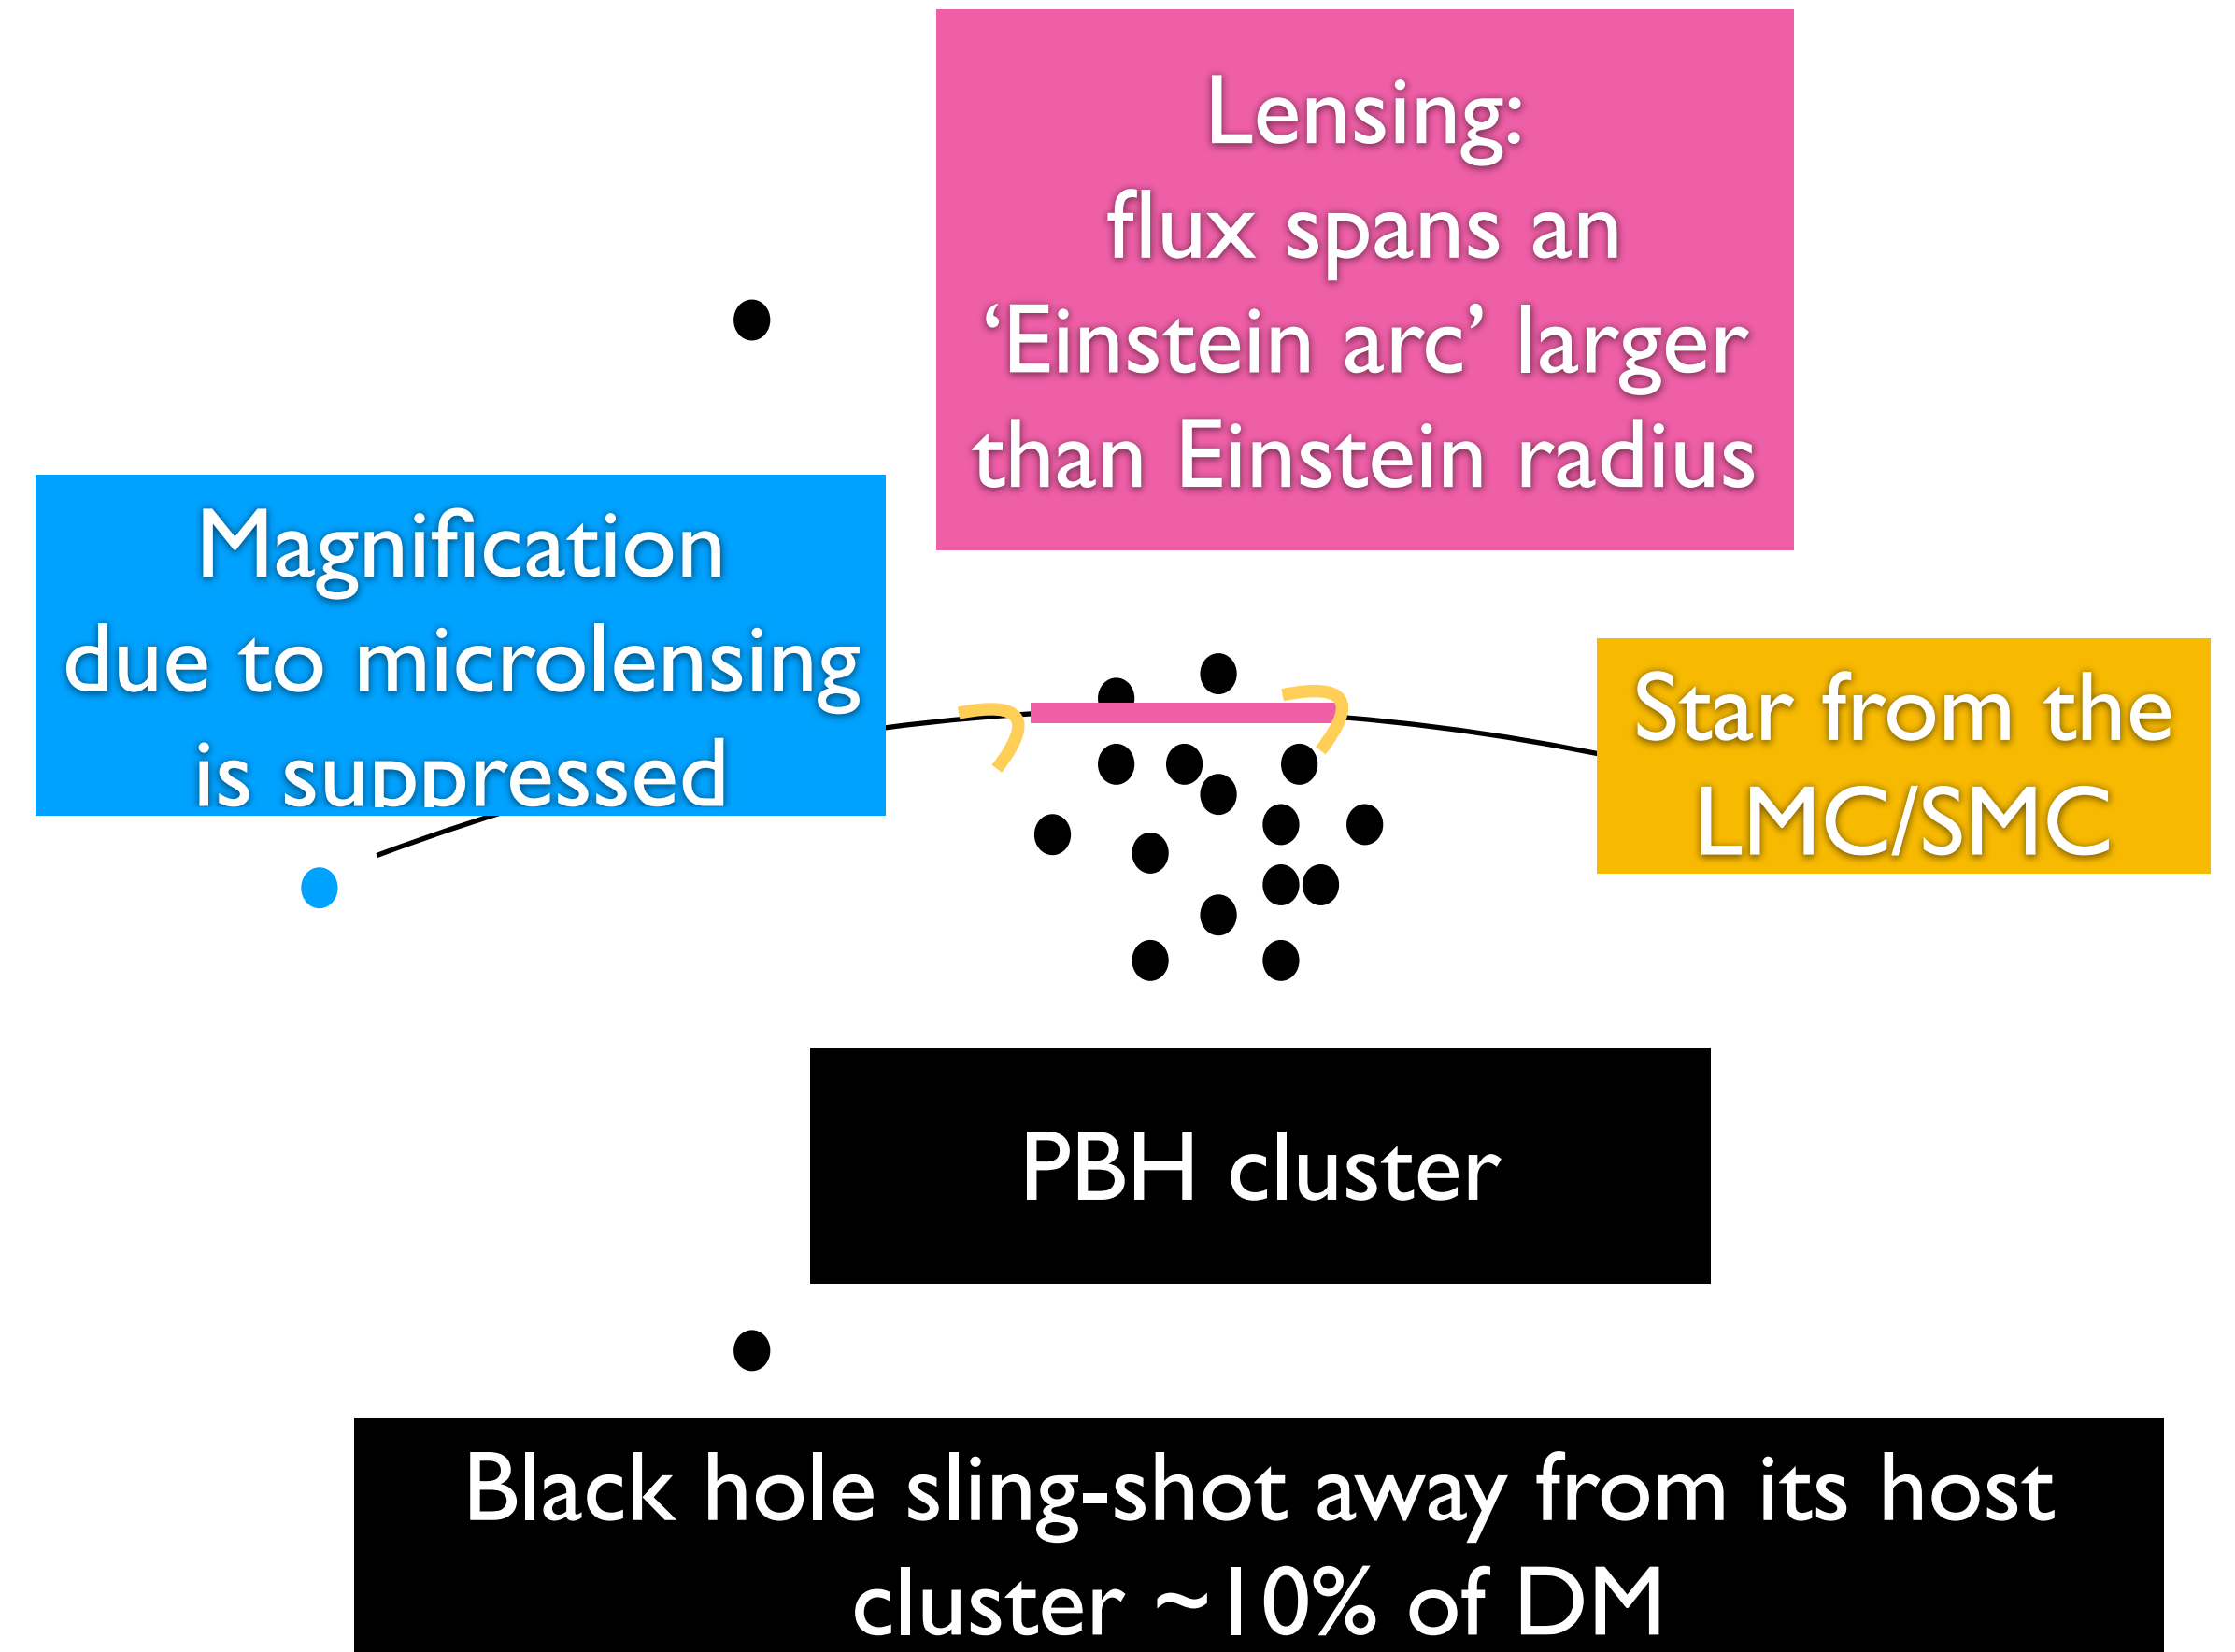 Lensing:
flux spans an
‘Einstein arc’ larger
than Einstein radius
Magnification
due to microlensing
is suppressed
Star from the
LMC/SMC
PBH cluster
Black hole sling-shot away from its host
cluster ~10% of DM